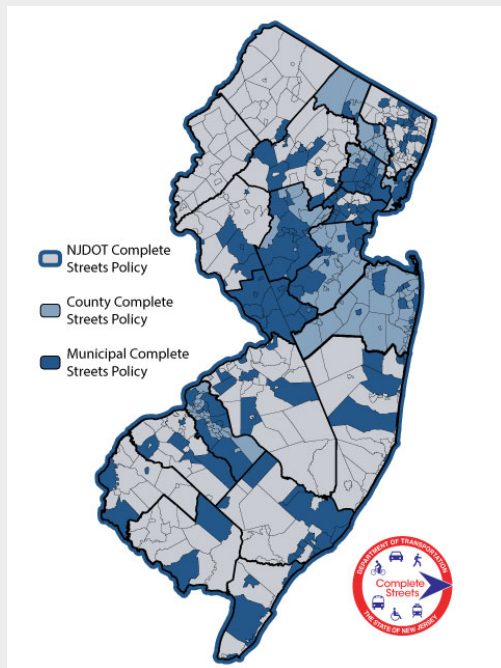 NJDOT Complete
Streets Policy
County Complete
Streets Policy
Municipal Complete
Streets Policy
DEPARTMENT OF TRANSPORTATION
Complete
Streets
THE STATE OF NEW JERSEY